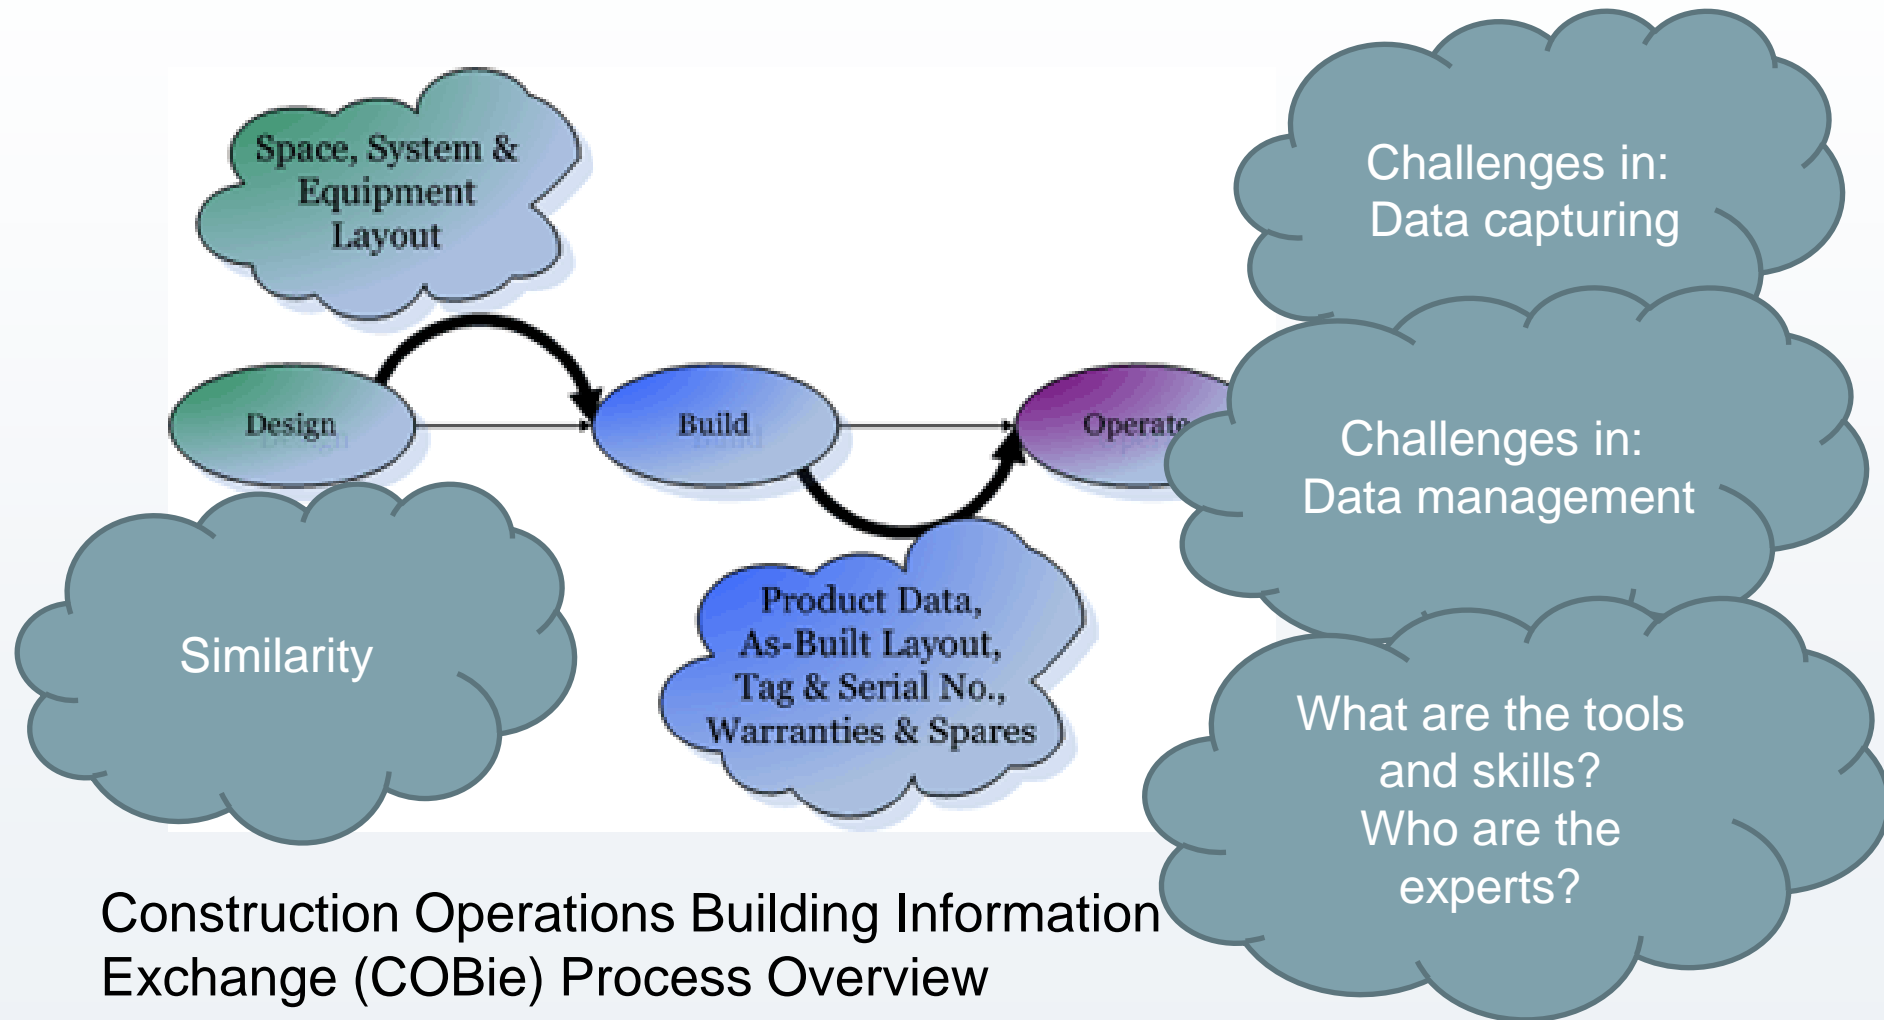 Space, System &
Equipment
Layout
Challenges in:
Data capturing
Design
Build
Operate
Challenges in:
Data management
Similarity
Product Data,
As-Built Layout,
Tag & Serial No.,
Warranties & Spares
What are the tools
and skills?
Who are the
experts?
Construction Operations Building Information
Exchange (COBie) Process Overview